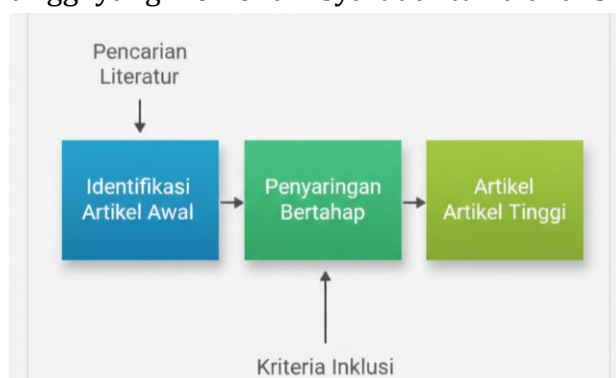 Pencarian
Literatur
Identifikasi
Artikel Awal
Penyaringan
Bertahap
Artikel
Artikel Tinggi
Kriteria Inklusi